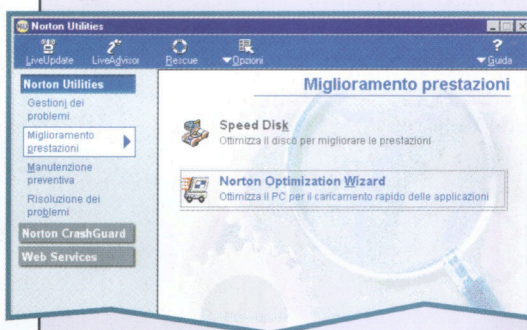 Norton Utilities
LiveUpdate LiveAdvisor Rescue Opzioni ? Guida
Norton Utilities
Gestioni dei
problemi
Miglioramento
prestazioni
Manutenzione
preventiva
Risoluzione dei
problemi
Norton CrashGuard
Web Services
Miglioramento prestazioni
Speed Disk
Ottimizza il disco per migliorare le prestazioni
Norton Optimization Wizard
Ottimizza il PC per il caricamento rapido delle applicazioni